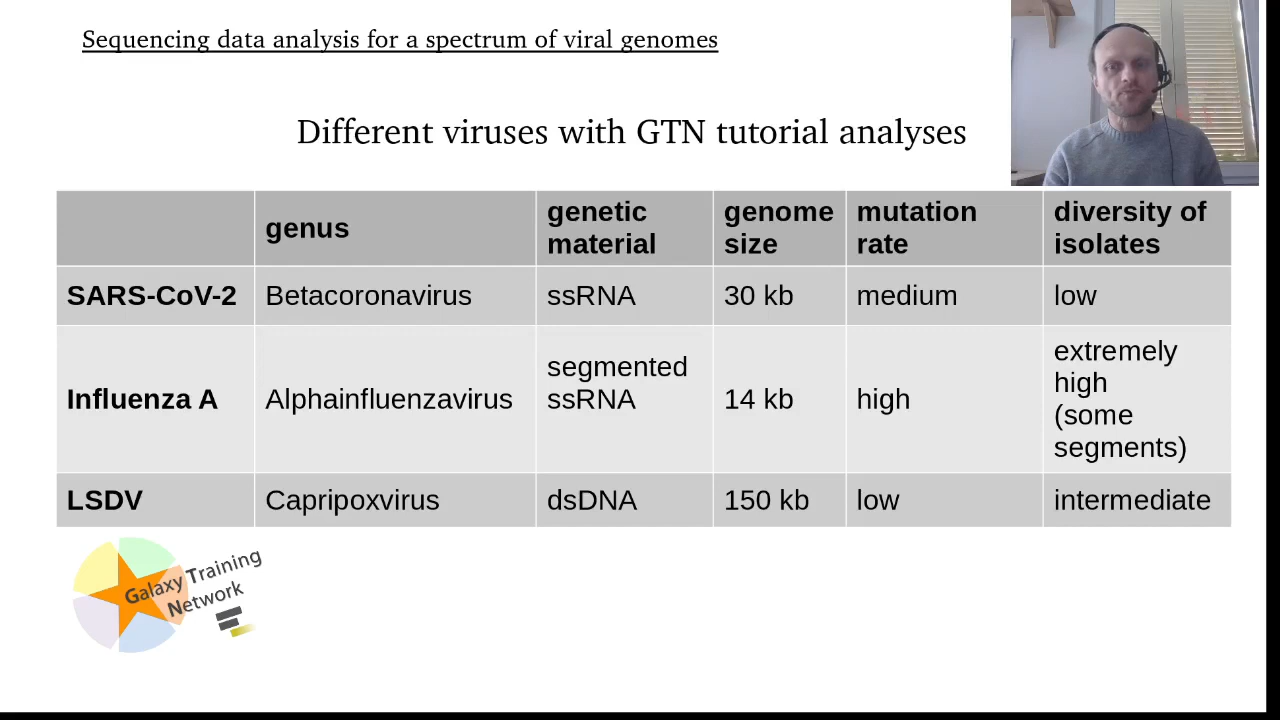 Sequencing data analysis for a spectrum of viral genomes
Different viruses with GTN tutorial analyses
genus
genetic
material
genome
size
mutation
rate
diversity of
isolates
SARS-CoV-2
Betacoronavirus
ssRNA
30 kb
medium
low
Influenza A
Alphainfluenzavirus
segmented
ssRNA
14 kb
high
extremely
high
(some
segments)
LSDV
Capripoxvirus
dsDNA
150 kb
low
intermediate
Galaxy Training
Network